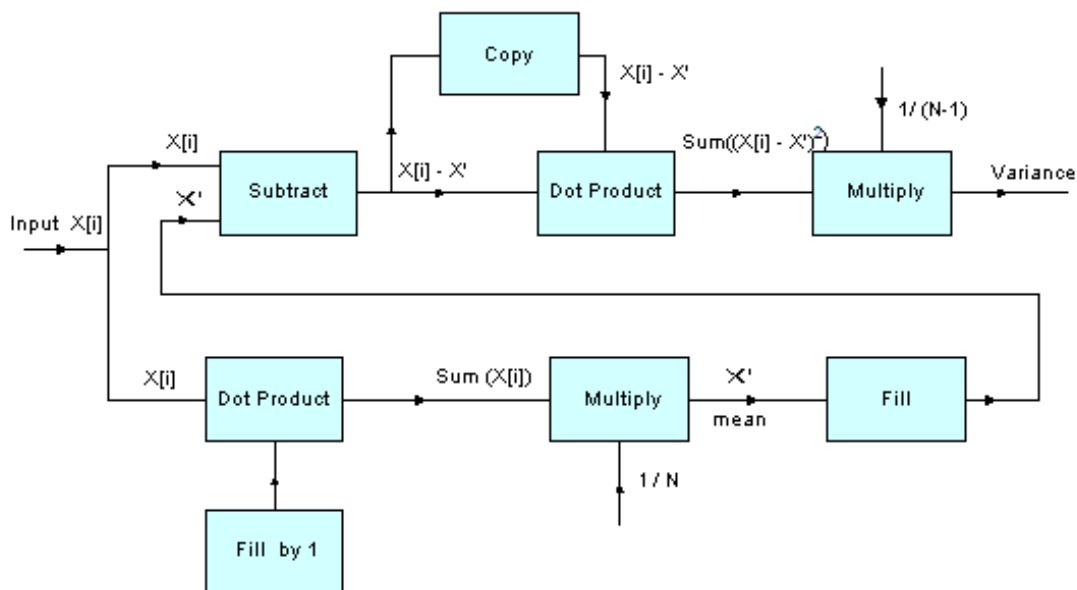 Copy
X[i] - X'
1/ (N-1)
X[i]
Sum((X[i] - X')²)
X'
Subtract
X[i] - X'
Dot Product
Multiply
Variance
Input X[i]
X[i]
Dot Product
Sum (X[i])
Multiply
X'
mean
Fill
1 / N
Fill by 1